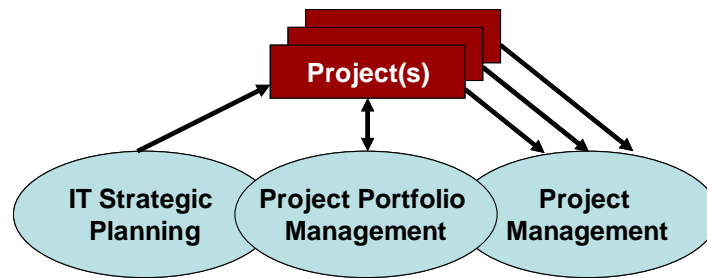 Project(s)
IT Strategic
Planning
Project Portfolio
Management
Project
Management